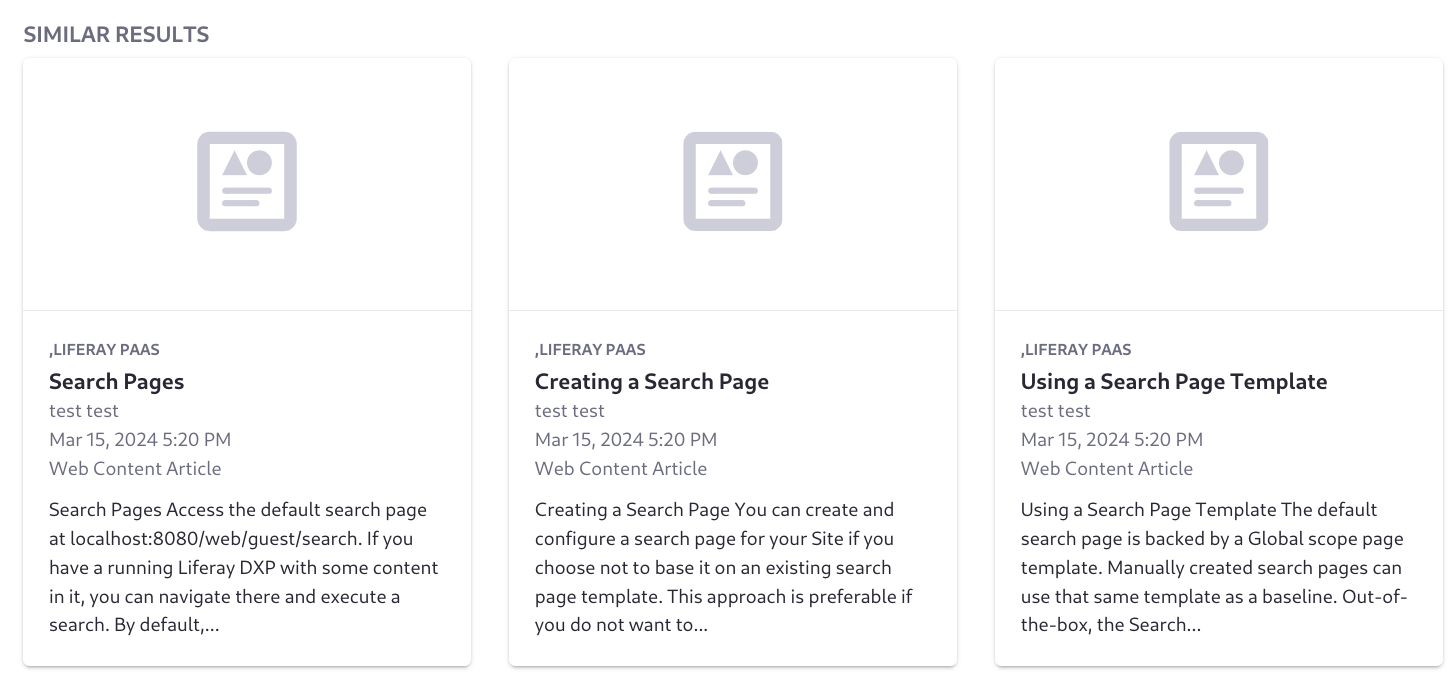 SIMILAR RESULTS
,LIFERAY PAAS
Search Pages
test test
Mar 15, 2024 5:20 PM
Web Content Article
Search Pages Access the default search page
at localhost:8080/web/guest/search. If you
have a running Liferay DXP with some content
in it, you can navigate there and execute a
search. By default,...
,LIFERAY PAAS
Creating a Search Page
test test
Mar 15, 2024 5:20 PM
Web Content Article
Creating a Search Page You can create and
configure a search page for your Site if you
choose not to base it on an existing search
page template. This approach is preferable if
you do not want to...
,LIFERAY PAAS
Using a Search Page Template
test test
Mar 15, 2024 5:20 PM
Web Content Article
Using a Search Page Template The default
search page is backed by a Global scope page
template. Manually created search pages can
use that same template as a baseline. Out-of-
the-box, the Search...